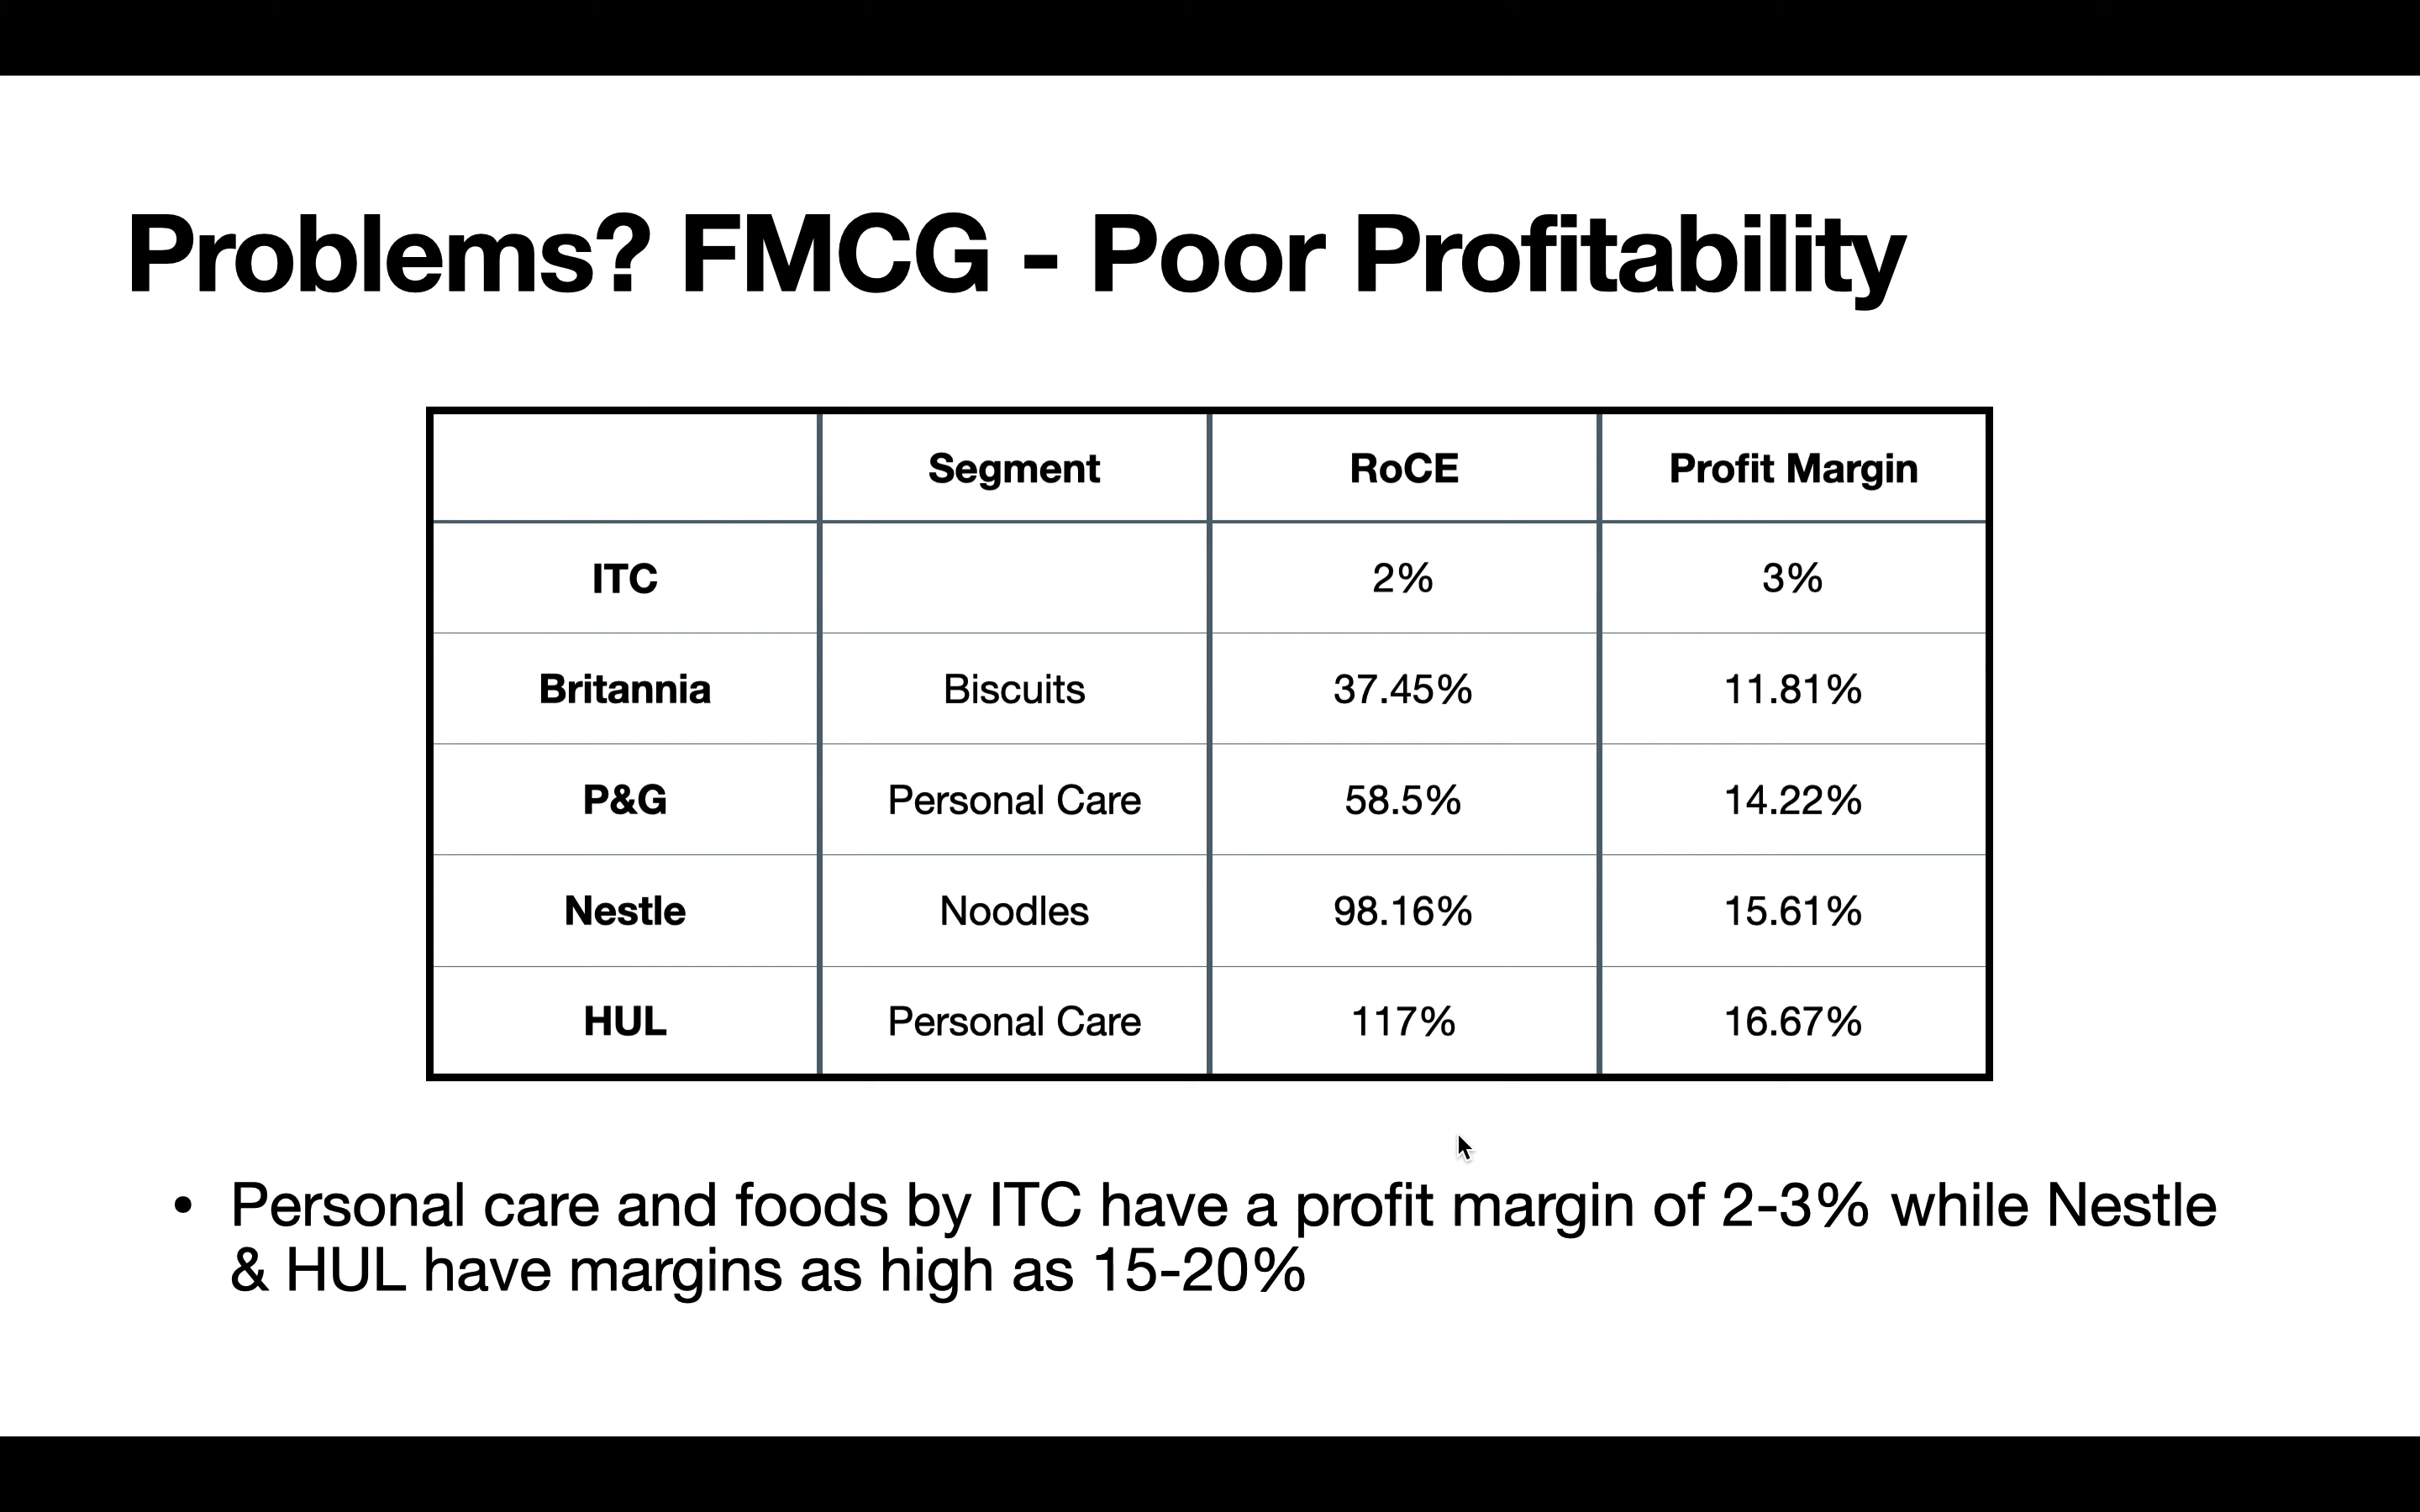 Problems? FMCG - Poor Profitability
Segment RoCE Profit Margin
ITC 2% 3%
Britannia Biscuits 37.45% 11.81%
P&G Personal Care 58.5% 14.22%
Nestle Noodles 98.16% 15.61%
HUL Personal Care 117% 16.67%
• Personal care and foods by ITC have a profit margin of 2-3% while Nestle
& HUL have margins as high as 15-20%